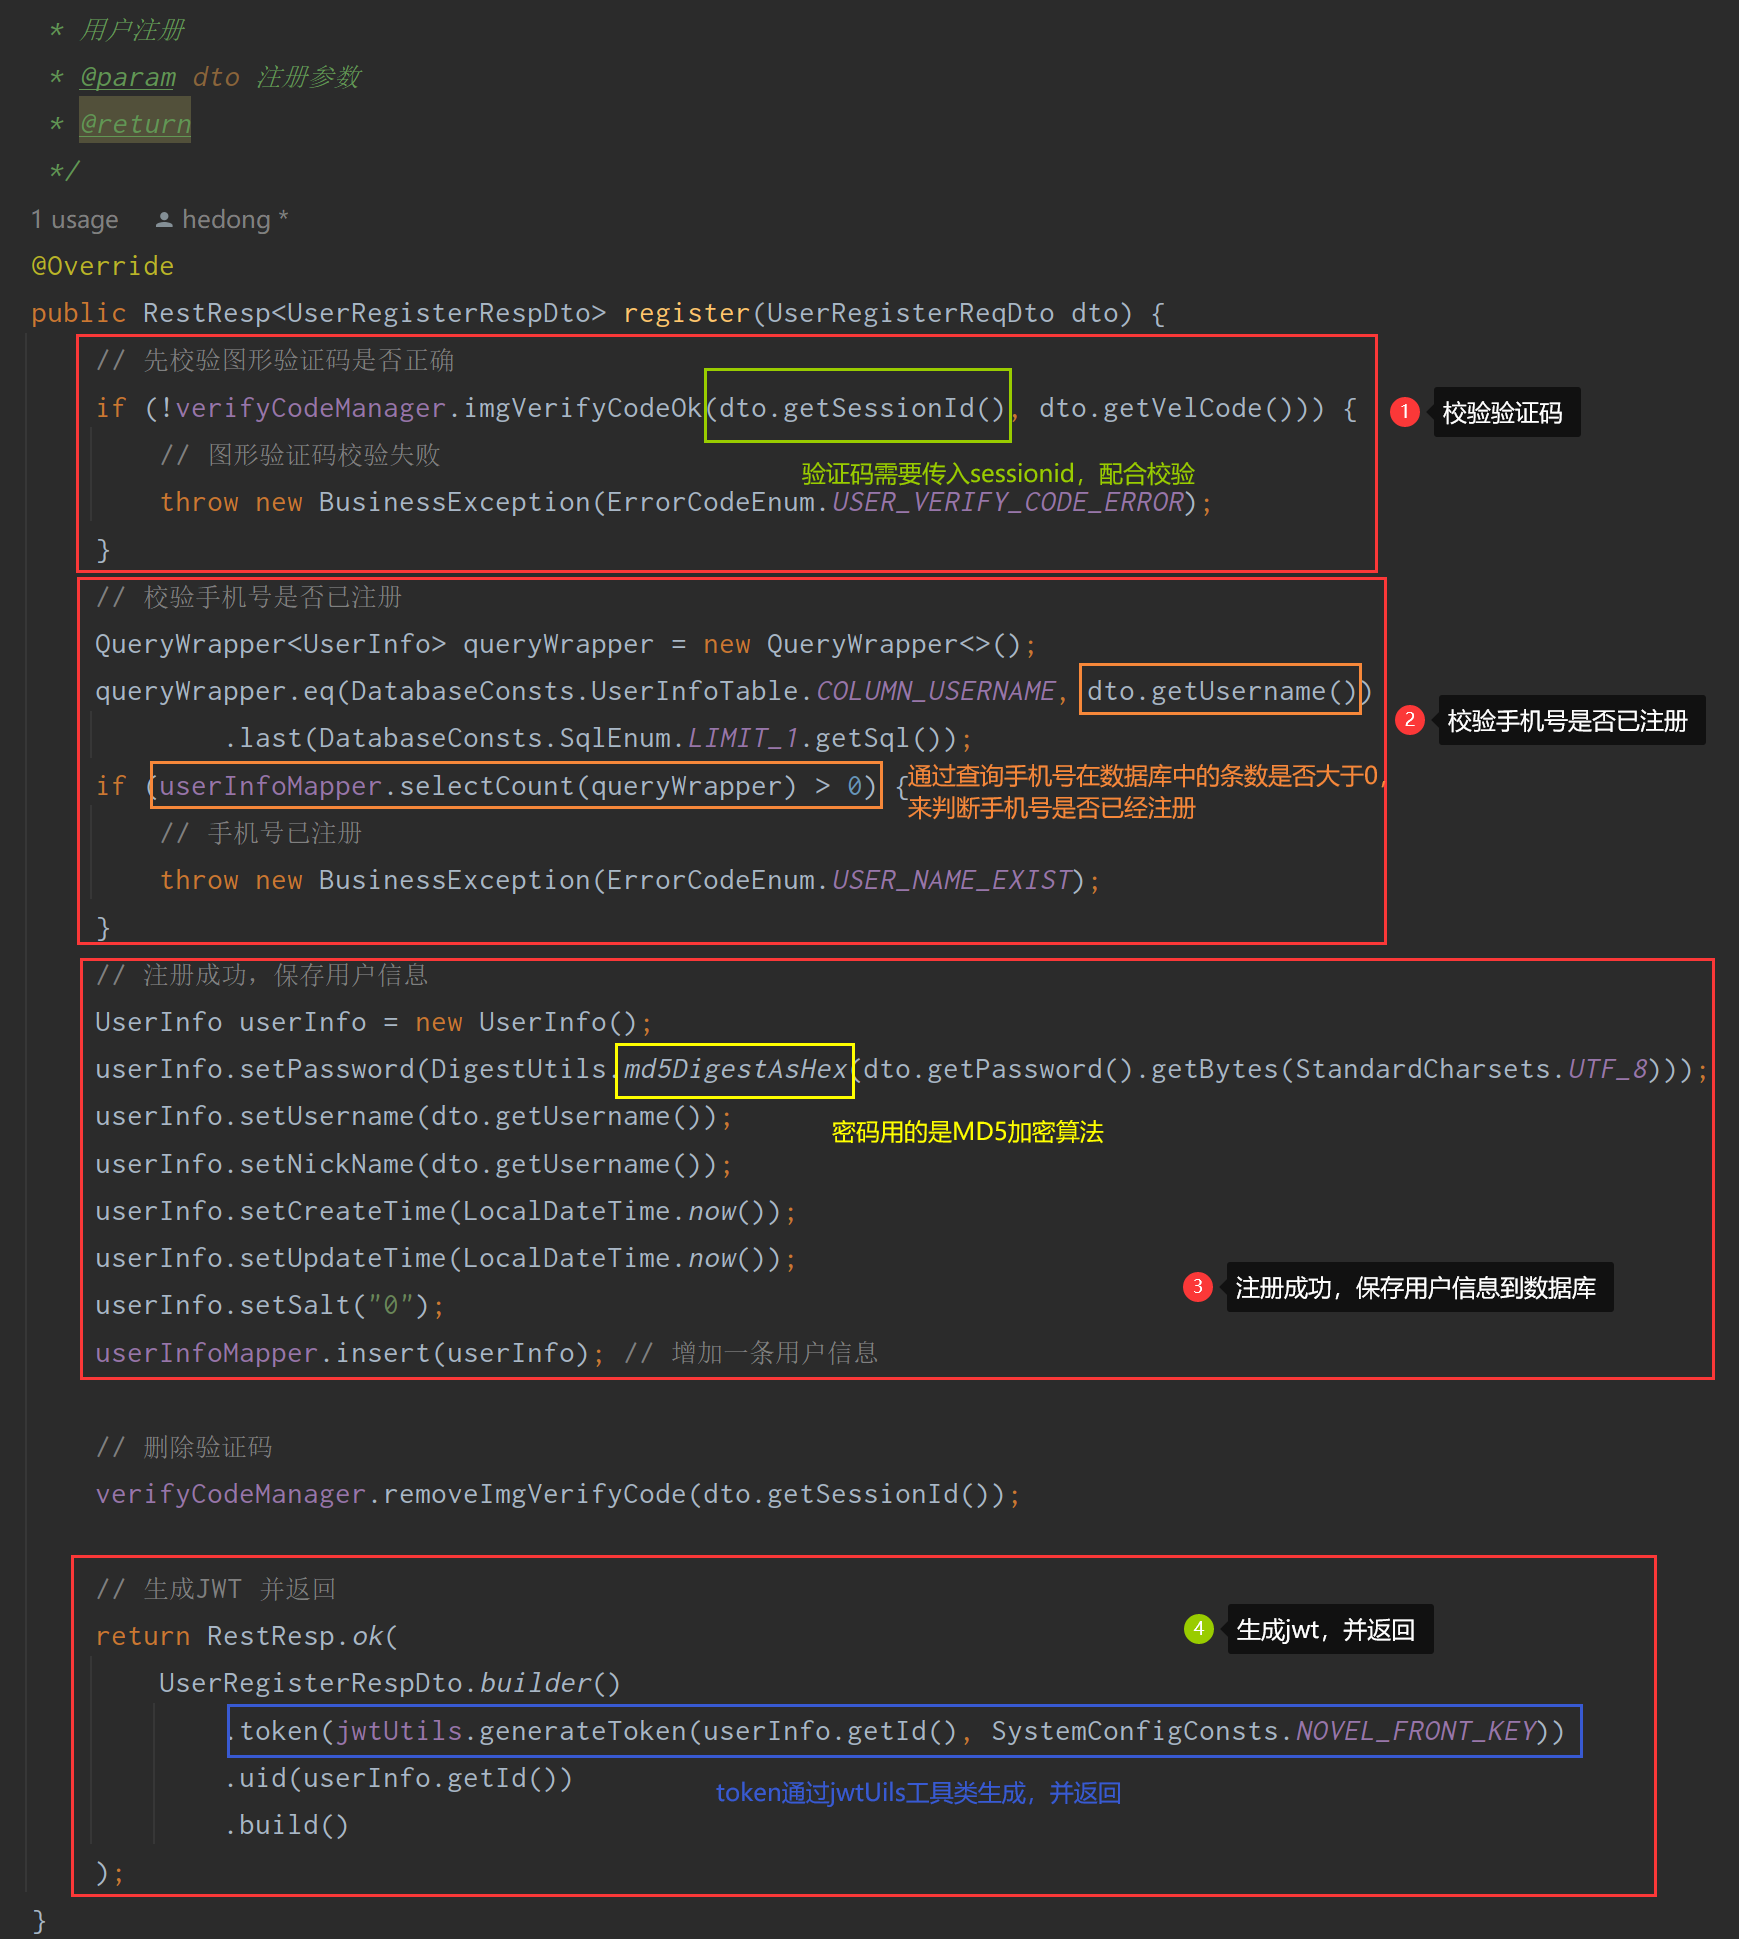 * 用户注册
* @param dto 注册参数
* @return
*/
1 usage hedong *
@Override
public RestResp<UserRegisterRespDto> register(UserRegisterReqDto dto) {
// 先校验图形验证码是否正确
if (!verifyCodeManager.imgVerifyCodeOk(dto.getSessionId(), dto.getVelCode())) {
1 校验验证码
// 图形验证码校验失败
验证码需要传入sessionid，配合校验
throw new BusinessException(ErrorCodeEnum.USER_VERIFY_CODE_ERROR);
}
// 校验手机号是否已注册
QueryWrapper<UserInfo> queryWrapper = new QueryWrapper<>();
queryWrapper.eq(DatabaseConsts.UserInfoTable.COLUMN_USERNAME, dto.getUsername())
2 校验手机号是否已注册
.last(DatabaseConsts.SqlEnum.LIMIT_1.getSql());
if (userInfoMapper.selectCount(queryWrapper) > 0) {
通过查询手机号在数据库中的条数是否大于0，
来判断手机号是否已经注册
// 手机号已注册
throw new BusinessException(ErrorCodeEnum.USER_NAME_EXIST);
}
// 注册成功，保存用户信息
UserInfo userInfo = new UserInfo();
userInfo.setPassword(DigestUtils.md5DigestAsHex(dto.getPassword().getBytes(StandardCharsets.UTF_8)));
userInfo.setUsername(dto.getUsername());
密码用的是MD5加密算法
userInfo.setNickName(dto.getUsername());
userInfo.setCreateTime(LocalDateTime.now());
userInfo.setUpdateTime(LocalDateTime.now());
3 注册成功，保存用户信息到数据库
userInfo.setSalt("0");
userInfoMapper.insert(userInfo); // 增加一条用户信息
// 删除验证码
verifyCodeManager.removeImgVerifyCode(dto.getSessionId());
// 生成JWT 并返回
return RestResp.ok(
4 生成jwt，并返回
UserRegisterRespDto.builder()
.token(jwtUtils.generateToken(userInfo.getId(), SystemConfigConsts.NOVEL_FRONT_KEY))
.uid(userInfo.getId())
token通过jwtUils工具类生成，并返回
.build()
);
}